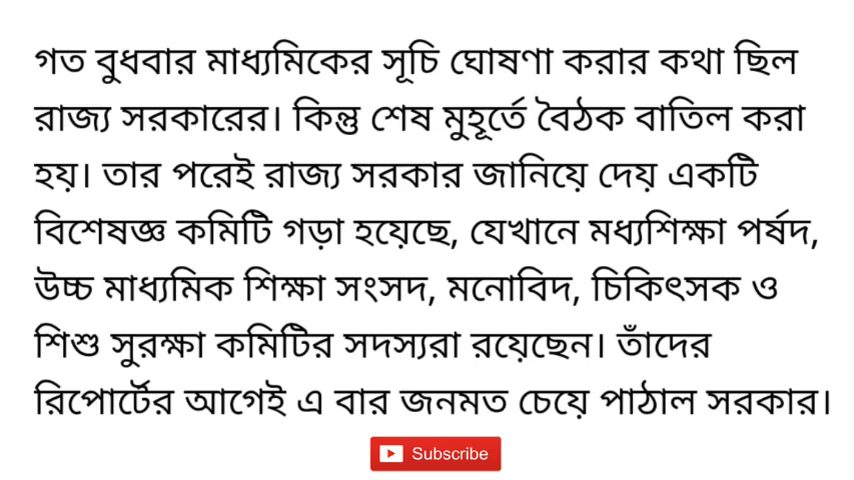 গত বুধবার মাধ্যমিকের সূচি ঘোষণা করার কথা ছিল
রাজ্য সরকারের। কিন্তু শেষ মুহূর্তে বৈঠক বাতিল করা
হয়। তার পরেই রাজ্য সরকার জানিয়ে দেয় একটি
বিশেষজ্ঞ কমিটি গড়া হয়েছে, যেখানে মধ্যশিক্ষা পর্ষদ,
উচ্চ মাধ্যমিক শিক্ষা সংসদ, মনোবিদ, চিকিৎসক ও
শিশু সুরক্ষা কমিটির সদস্যরা রয়েছেন। তাঁদের
রিপোর্টের আগেই এ বার জনমত চেয়ে পাঠাল সরকার।
Subscribe